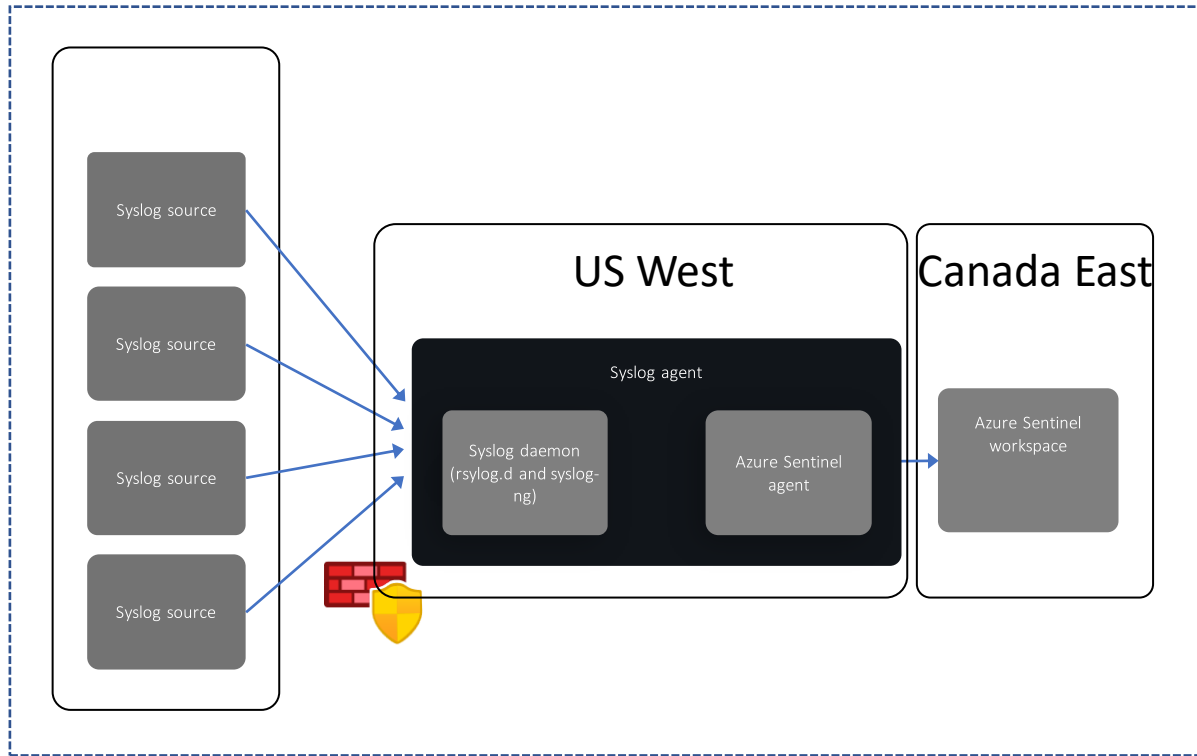 Syslog source
Syslog source
Syslog source
Syslog source
US West
Syslog agent
Syslog daemon
(rsylog.d and syslog-
ng)
Azure Sentinel
agent
Canada East
Azure Sentinel
workspace